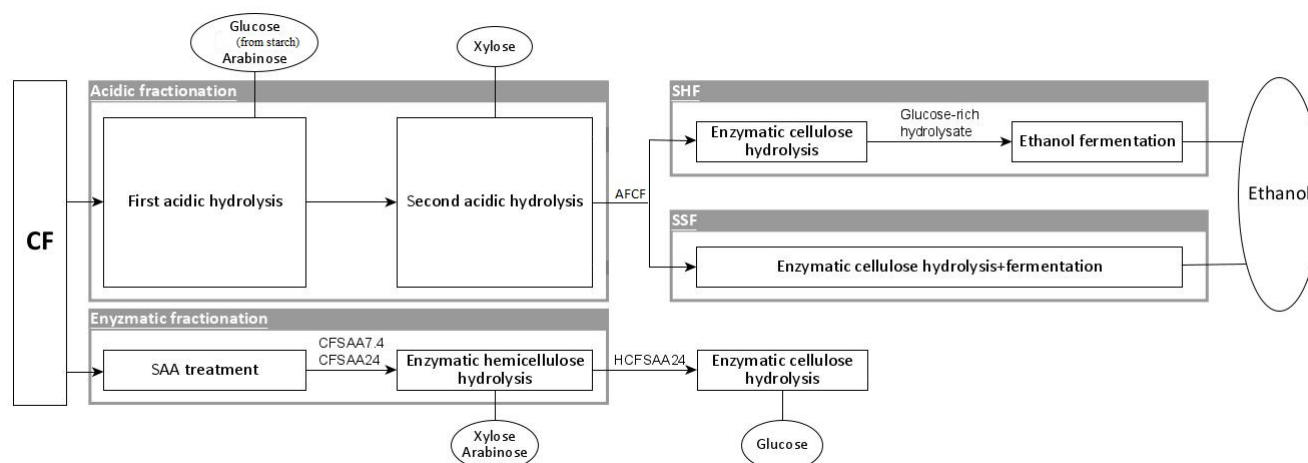 Glucose
(from starch)
Arabinose
Xylose
Acidic fractionation
SHF
First acidic hydrolysis
Second acidic hydrolysis
AFCF
Enzymatic cellulose
hydrolysis
Glucose-rich
hydrolysate
Ethanol fermentation
CF
Ethanol
SSF
Enzymatic cellulose hydrolysis+fermentation
Enyzmatic fractionation
SAA treatment
CFSAA7.4
CFSAA24
Enzymatic hemicellulose
hydrolysis
HCFSAA24
Enzymatic cellulose
hydrolysis
Xylose
Arabinose
Glucose